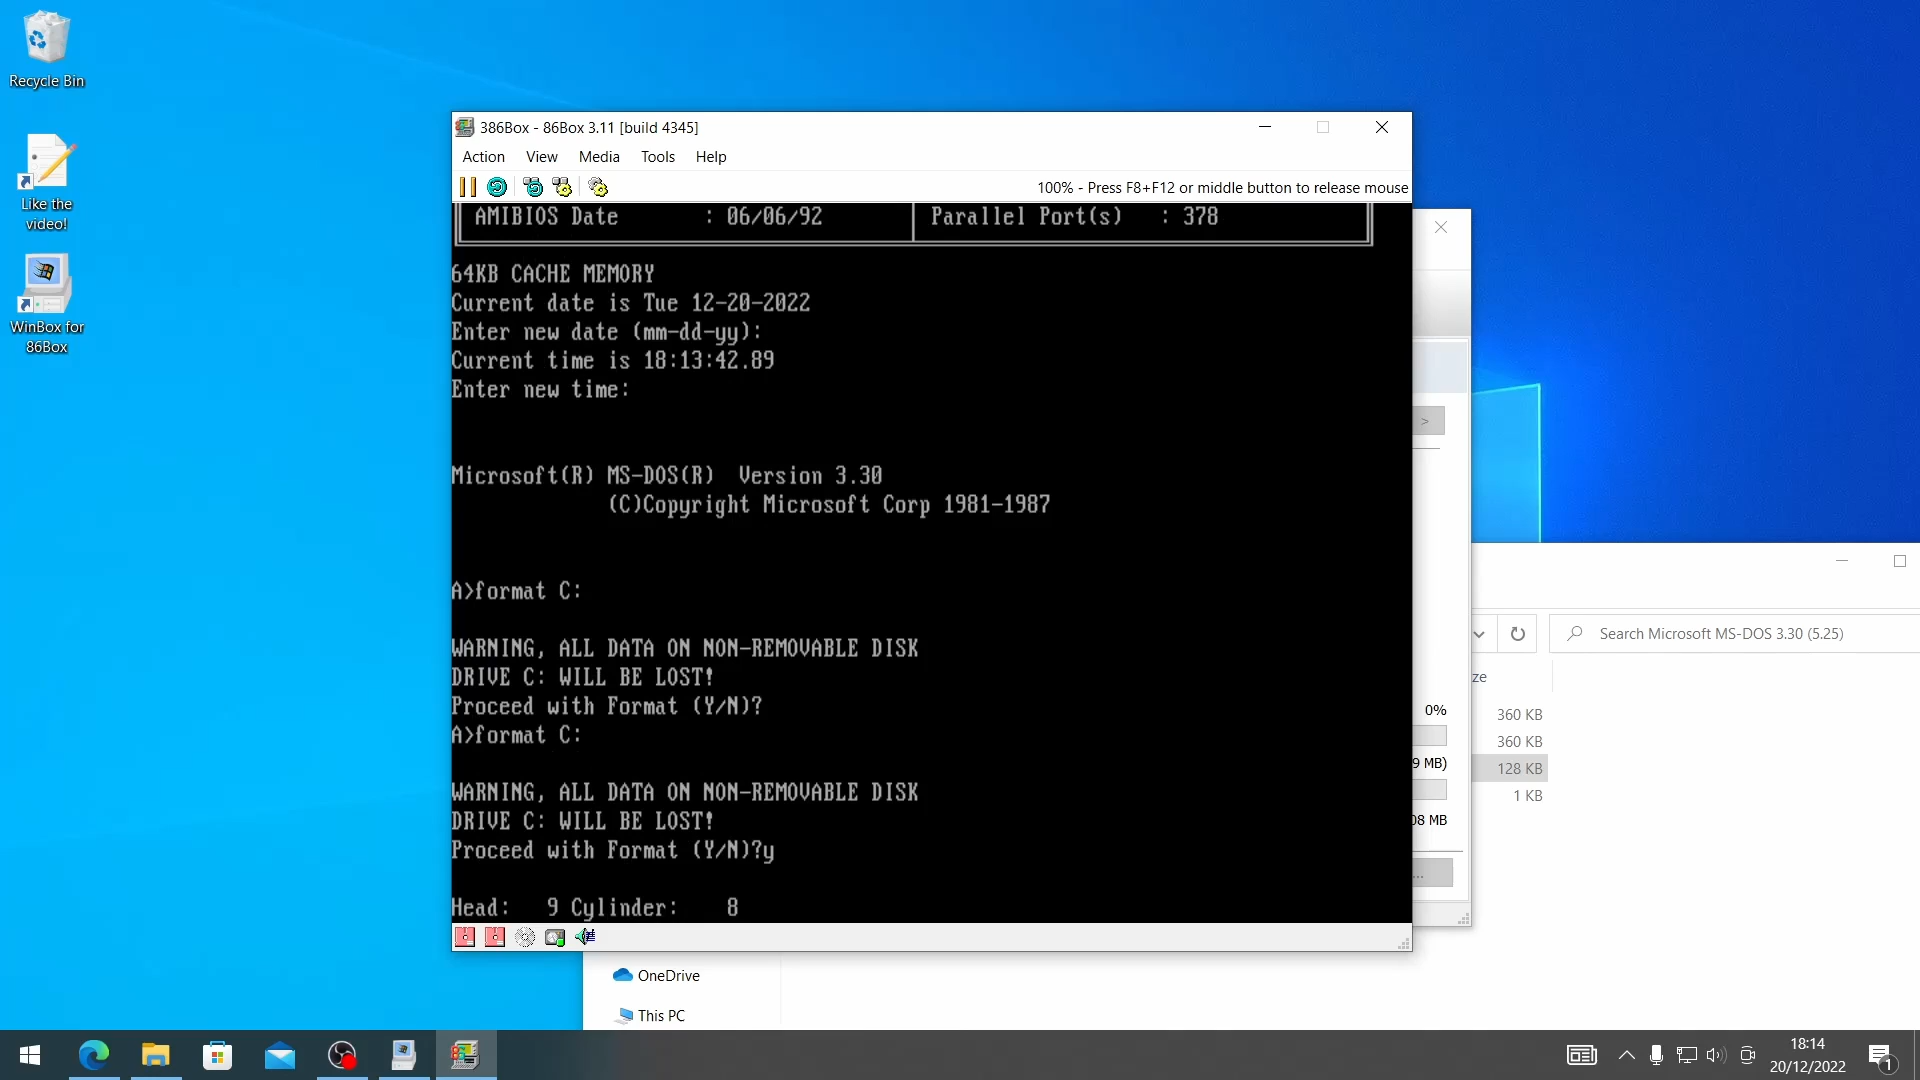 Recycle Bin
Like the
video!
WinBox for
86Box
386Box - 86Box 3.11 [build 4345]
Action View Media Tools Help
100% - Press F8+F12 or middle button to release mouse
AMIBIOS Date : 06/06/92 Parallel Port(s) : 378
64KB CACHE MEMORY
Current date is Tue 12-20-2022
Enter new date (mm-dd-yy):
Current time is 18:13:42.89
Enter new time:
Microsoft(R) MS-DOS(R) Version 3.30
(C)Copyright Microsoft Corp 1981-1987
A>format C:
WARNING, ALL DATA ON NON-REMOVABLE DISK
DRIVE C: WILL BE LOST!
Proceed with Format (Y/N)?
A>format C:
WARNING, ALL DATA ON NON-REMOVABLE DISK
DRIVE C: WILL BE LOST!
Proceed with Format (Y/N)?y
Head: 9 Cylinder: 8
>
0%
9 MB)
08 MB
...
Search Microsoft MS-DOS 3.30 (5.25)
ze
360 KB
360 KB
128 KB
1 KB
OneDrive
This PC
18:14
20/12/2022
1